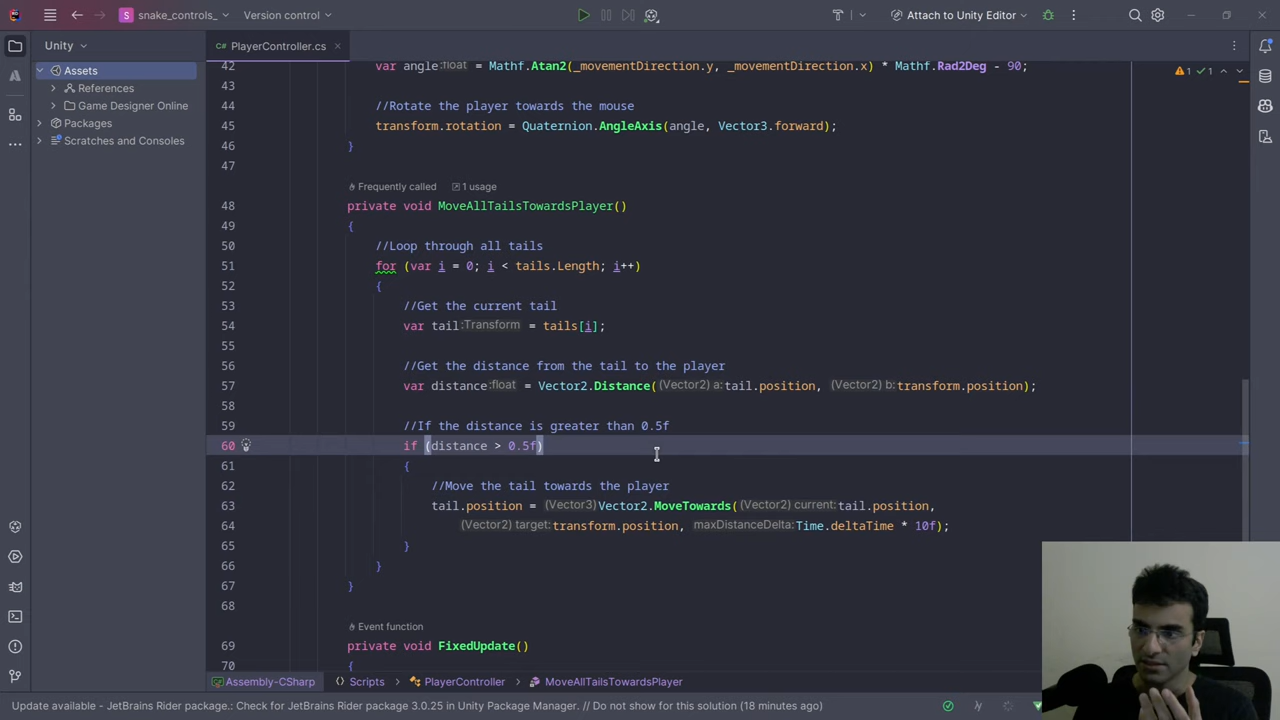 S snake_controls_
Version control
Attach to Unity Editor
Unity
C# PlayerController.cs
Assets
References
Game Designer Online
Packages
Scratches and Consoles
1 1
42 var angle:float = Mathf.Atan2(_movementDirection.y, _movementDirection.x) * Mathf.Rad2Deg - 90;
43
44 //Rotate the player towards the mouse
45 transform.rotation = Quaternion.AngleAxis(angle, Vector3.forward);
46 }
47
Frequently called 1 usage
48 private void MoveAllTailsTowardsPlayer()
49 {
50 //Loop through all tails
51 for (var i = 0; i < tails.Length; i++)
52 {
53 //Get the current tail
54 var tail:Transform = tails[i];
55
56 //Get the distance from the tail to the player
57 var distance:float = Vector2.Distance((Vector2)a:tail.position, (Vector2)b:transform.position);
58
59 //If the distance is greater than 0.5f
60 if (distance > 0.5f)
61 {
62 //Move the tail towards the player
63 tail.position = (Vector3)Vector2.MoveTowards((Vector2)current:tail.position,
64 (Vector2)target:transform.position, maxDistanceDelta:Time.deltaTime * 10f);
65 }
66 }
67 }
68
Event function
69 private void FixedUpdate()
70 {
Assembly-CSharp Scripts PlayerController MoveAllTailsTowardsPlayer
Update available - JetBrains Rider package.: Check for JetBrains Rider package 3.0.25 in Unity Package Manager. // Do not show for this solution (18 minutes ago)